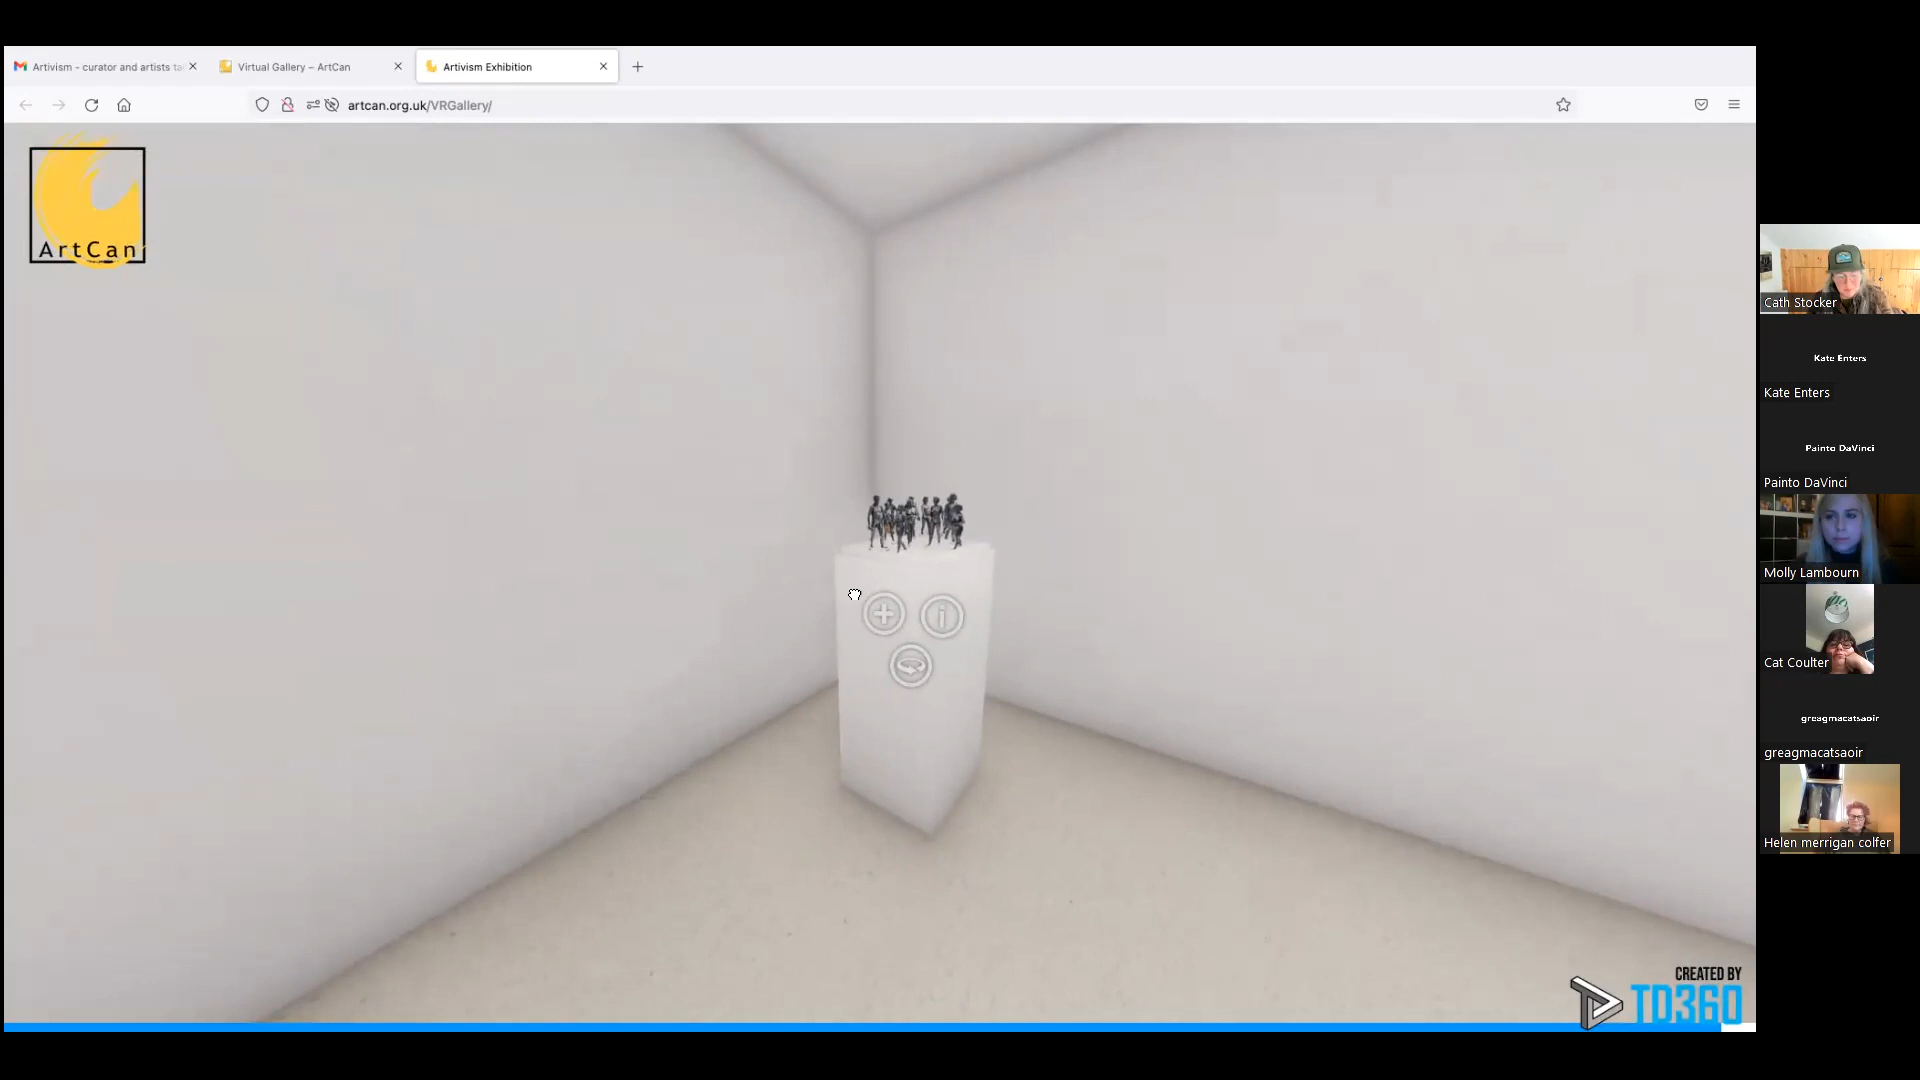 Artivism - curator and artists ta
Virtual Gallery – ArtCan
Artivism Exhibition
artcan.org.uk/VRGallery/
ArtCan
Cath Stocker
Kate Enters
Kate Enters
Painto DaVinci
Painto DaVinci
Molly Lambourn
Cat Coulter
greagmacatsaoir
greagmacatsaoir
Helen merrigan colfer
CREATED BY
TD360